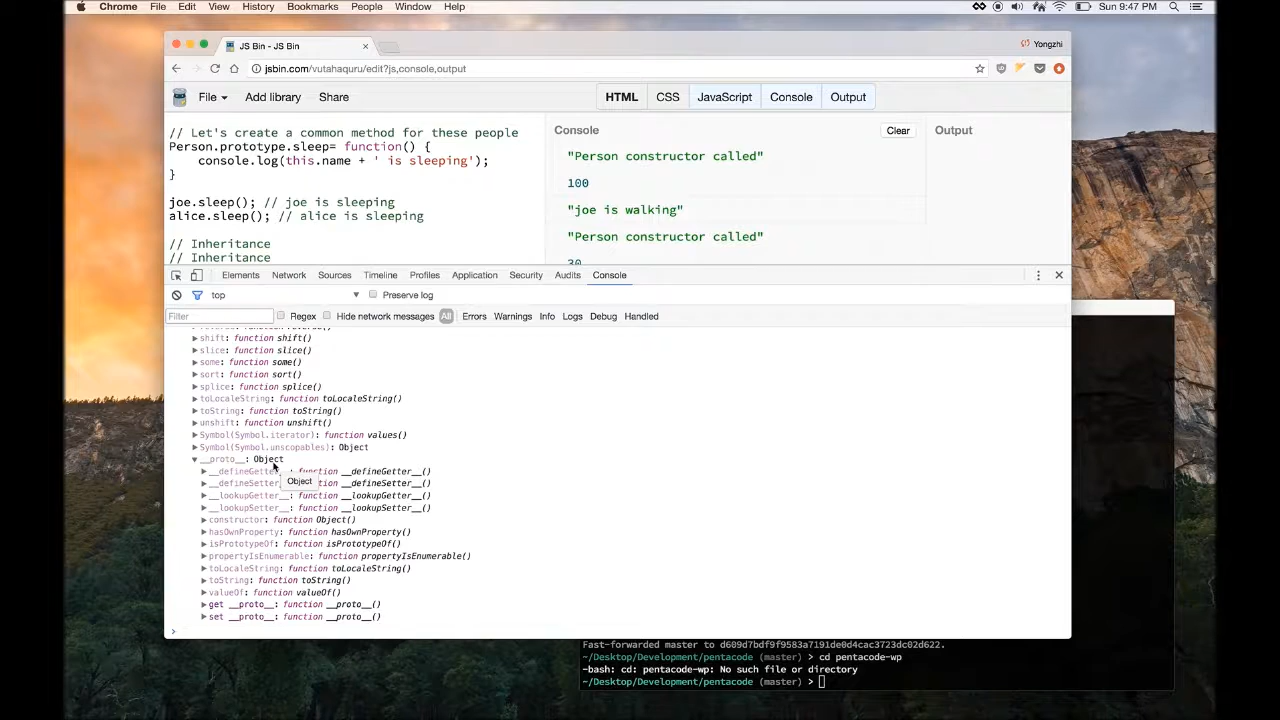 Chrome File Edit View History Bookmarks People Window Help Sun 9:47 PM
JS Bin - JS Bin Yongzhi
jsbin.com/vutahaquru/edit?js,console,output
File Add library Share HTML CSS JavaScript Console Output
// Let's create a common method for these people
Person.prototype.sleep= function() {
console.log(this.name + ' is sleeping');
}
joe.sleep(); // joe is sleeping
alice.sleep(); // alice is sleeping
// Inheritance
// Inheritance
Console Clear
"Person constructor called"
100
"joe is walking"
"Person constructor called"
30
Output
Elements Network Sources Timeline Profiles Application Security Audits Console
top Preserve log
Filter Regex Hide network messages All Errors Warnings Info Logs Debug Handled
shift: function shift()
slice: function slice()
some: function some()
sort: function sort()
splice: function splice()
toLocaleString: function toLocaleString()
toString: function toString()
unshift: function unshift()
Symbol(Symbol.iterator): function values()
Symbol(Symbol.unscopables): Object
__proto__: Object
__defineGetter__: function __defineGetter__()
Object
__defineSetter__: function __defineSetter__()
__lookupGetter__: function __lookupGetter__()
__lookupSetter__: function __lookupSetter__()
constructor: function Object()
hasOwnProperty: function hasOwnProperty()
isPrototypeOf: function isPrototypeOf()
propertyIsEnumerable: function propertyIsEnumerable()
toLocaleString: function toLocaleString()
toString: function toString()
valueOf: function valueOf()
get __proto__: function __proto__()
set __proto__: function __proto__()
Fast-forwarded master to d609d7bdf9f9583a7191de0d4cac3723dc02d622.
~/Desktop/Development/pentacode (master) > cd pentacode-wp
-bash: cd: pentacode-wp: No such file or directory
~/Desktop/Development/pentacode (master) >